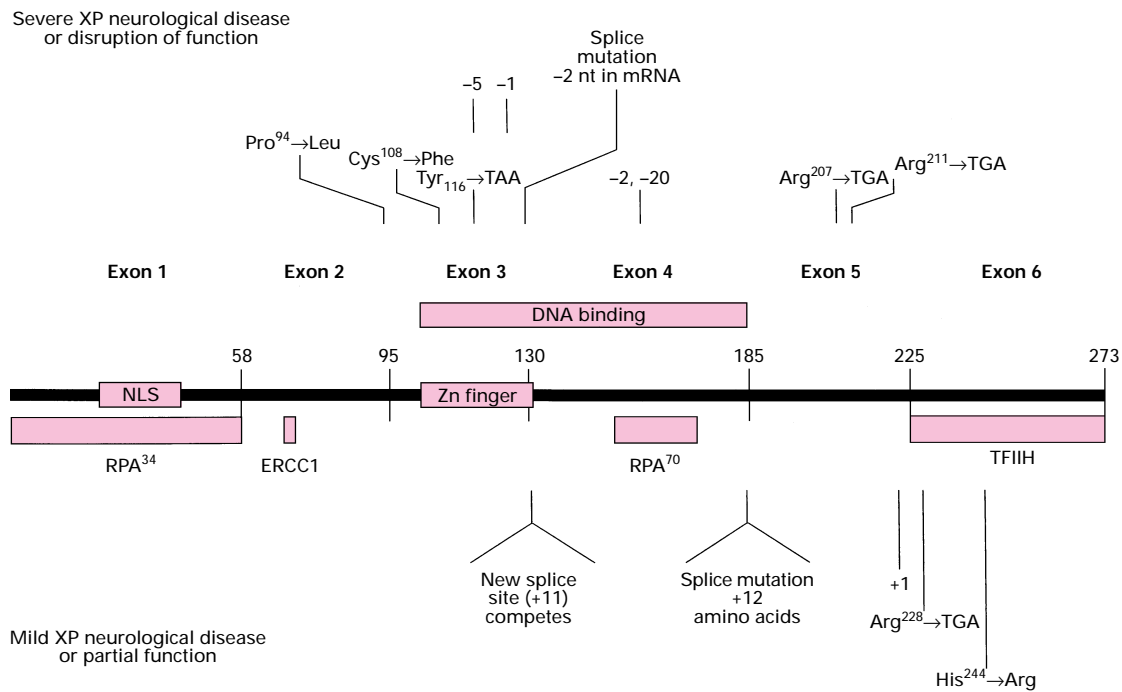 Severe XP neurological disease
or disruption of function
Splice
mutation
–2 nt in mRNA
–5 –1
Pro⁹⁴→Leu
Cys¹⁰⁸→Phe
Tyr₁₁₆→TAA
–2, –20
Arg²⁰⁷→TGA
Arg²¹¹→TGA
Exon 1 Exon 2 Exon 3 Exon 4 Exon 5 Exon 6
DNA binding
58 95 130 185 225 273
NLS Zn finger
RPA³⁴ ERCC1 RPA⁷⁰ TFIIH
New splice
site (+11)
competes
Splice mutation
+12
amino acids
+1
Arg²²⁸→TGA
His²⁴⁴→Arg
Mild XP neurological disease
or partial function